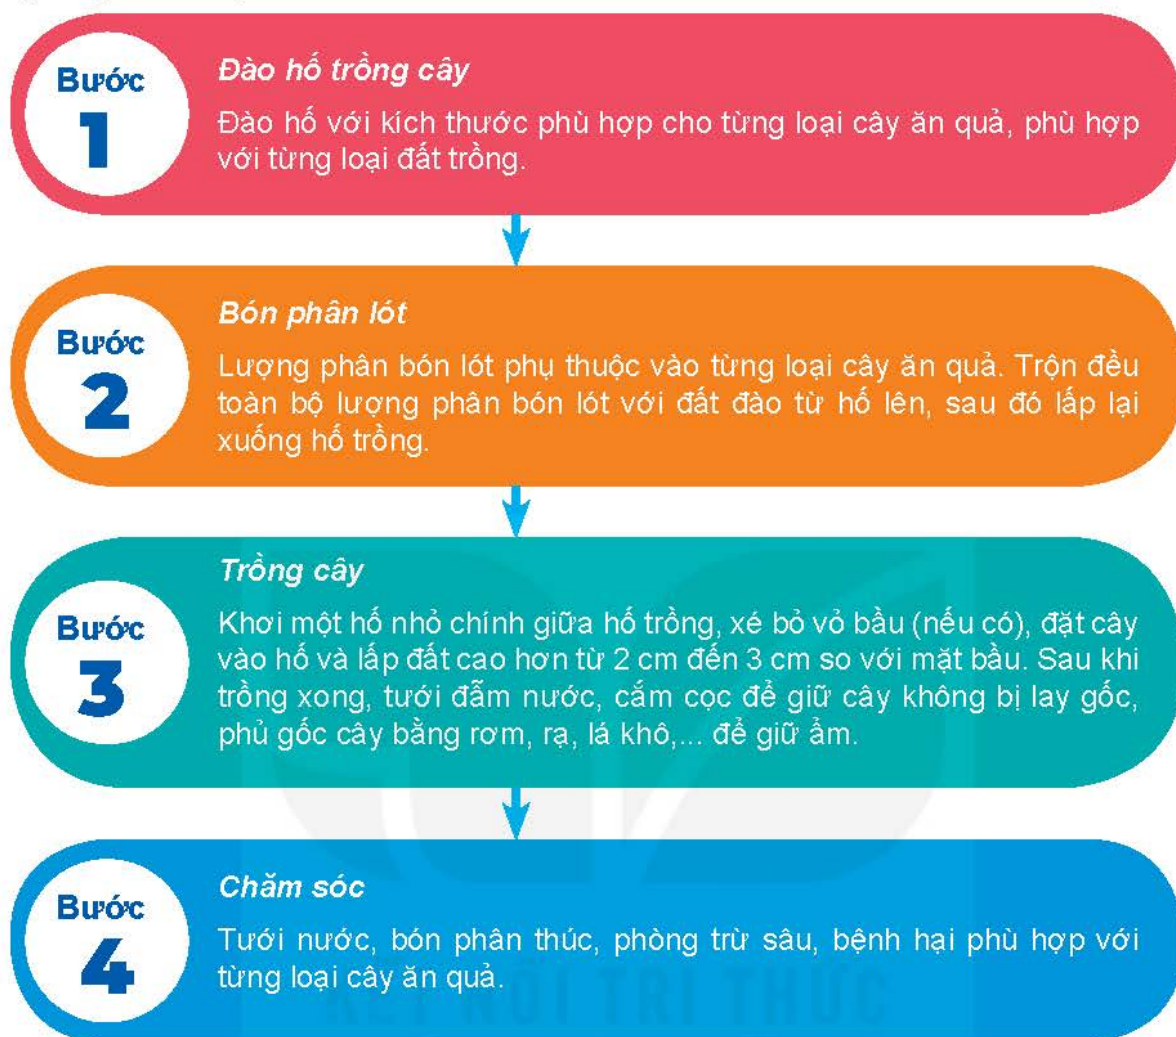 Bước
1
Đào hố trồng cây
Đào hố với kích thước phù hợp cho từng loại cây ăn quả, phù hợp
với từng loại đất trồng.
Bước
2
Bón phân lót
Lượng phân bón lót phụ thuộc vào từng loại cây ăn quả. Trộn đều
toàn bộ lượng phân bón lót với đất đào từ hố lên, sau đó lấp lại
xuống hố trồng.
Bước
3
Trồng cây
Khơi một hố nhỏ chính giữa hố trồng, xé bỏ vỏ bầu (nếu có), đặt cây
vào hố và lấp đất cao hơn từ 2 cm đến 3 cm so với mặt bầu. Sau khi
trồng xong, tưới đẫm nước, cắm cọc để giữ cây không bị lay gốc,
phủ gốc cây bằng rơm, rạ, lá khô,... để giữ ẩm.
Bước
4
Chăm sóc
Tưới nước, bón phân thúc, phòng trừ sâu, bệnh hại phù hợp với
từng loại cây ăn quả.
KẾT NỐI TRI THỨC